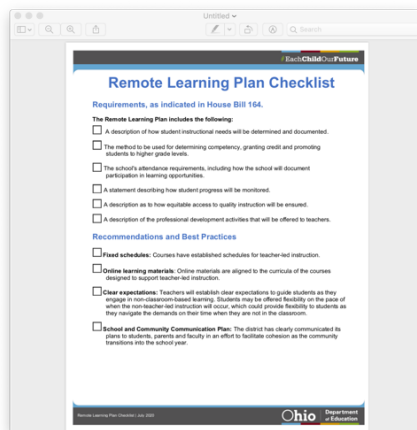 Untitled
Search
#EachChildOurFuture
Remote Learning Plan Checklist
Requirements, as indicated in House Bill 164.
The Remote Learning Plan includes the following:
A description of how student instructional needs will be determined and documented.
The method to be used for determining competency, granting credit and promoting
students to higher grade levels.
The school's attendance requirements, including how the school will document
participation in learning opportunities.
A statement describing how student progress will be monitored.
A description as to how equitable access to quality instruction will be ensured.
A description of the professional development activities that will be offered to teachers.
Recommendations and Best Practices
Fixed schedules: Courses have established schedules for teacher-led instruction.
Online learning materials: Online materials are aligned to the curricula of the courses
designed to support teacher-led instruction.
Clear expectations: Teachers will establish clear expectations to guide students as they
engage in non-classroom-based learning. Students may be offered flexibility on the pace of
when the non-teacher-led instruction will occur, which could provide flexibility to students as
they navigate the demands on their time when they are not in the classroom.
School and Community Communication Plan: The district has clearly communicated its
plans to students, parents and faculty in an effort to facilitate cohesion as the community
transitions into the school year.
Remote Learning Plan Checklist | July 2020
Ohio
Department
of Education